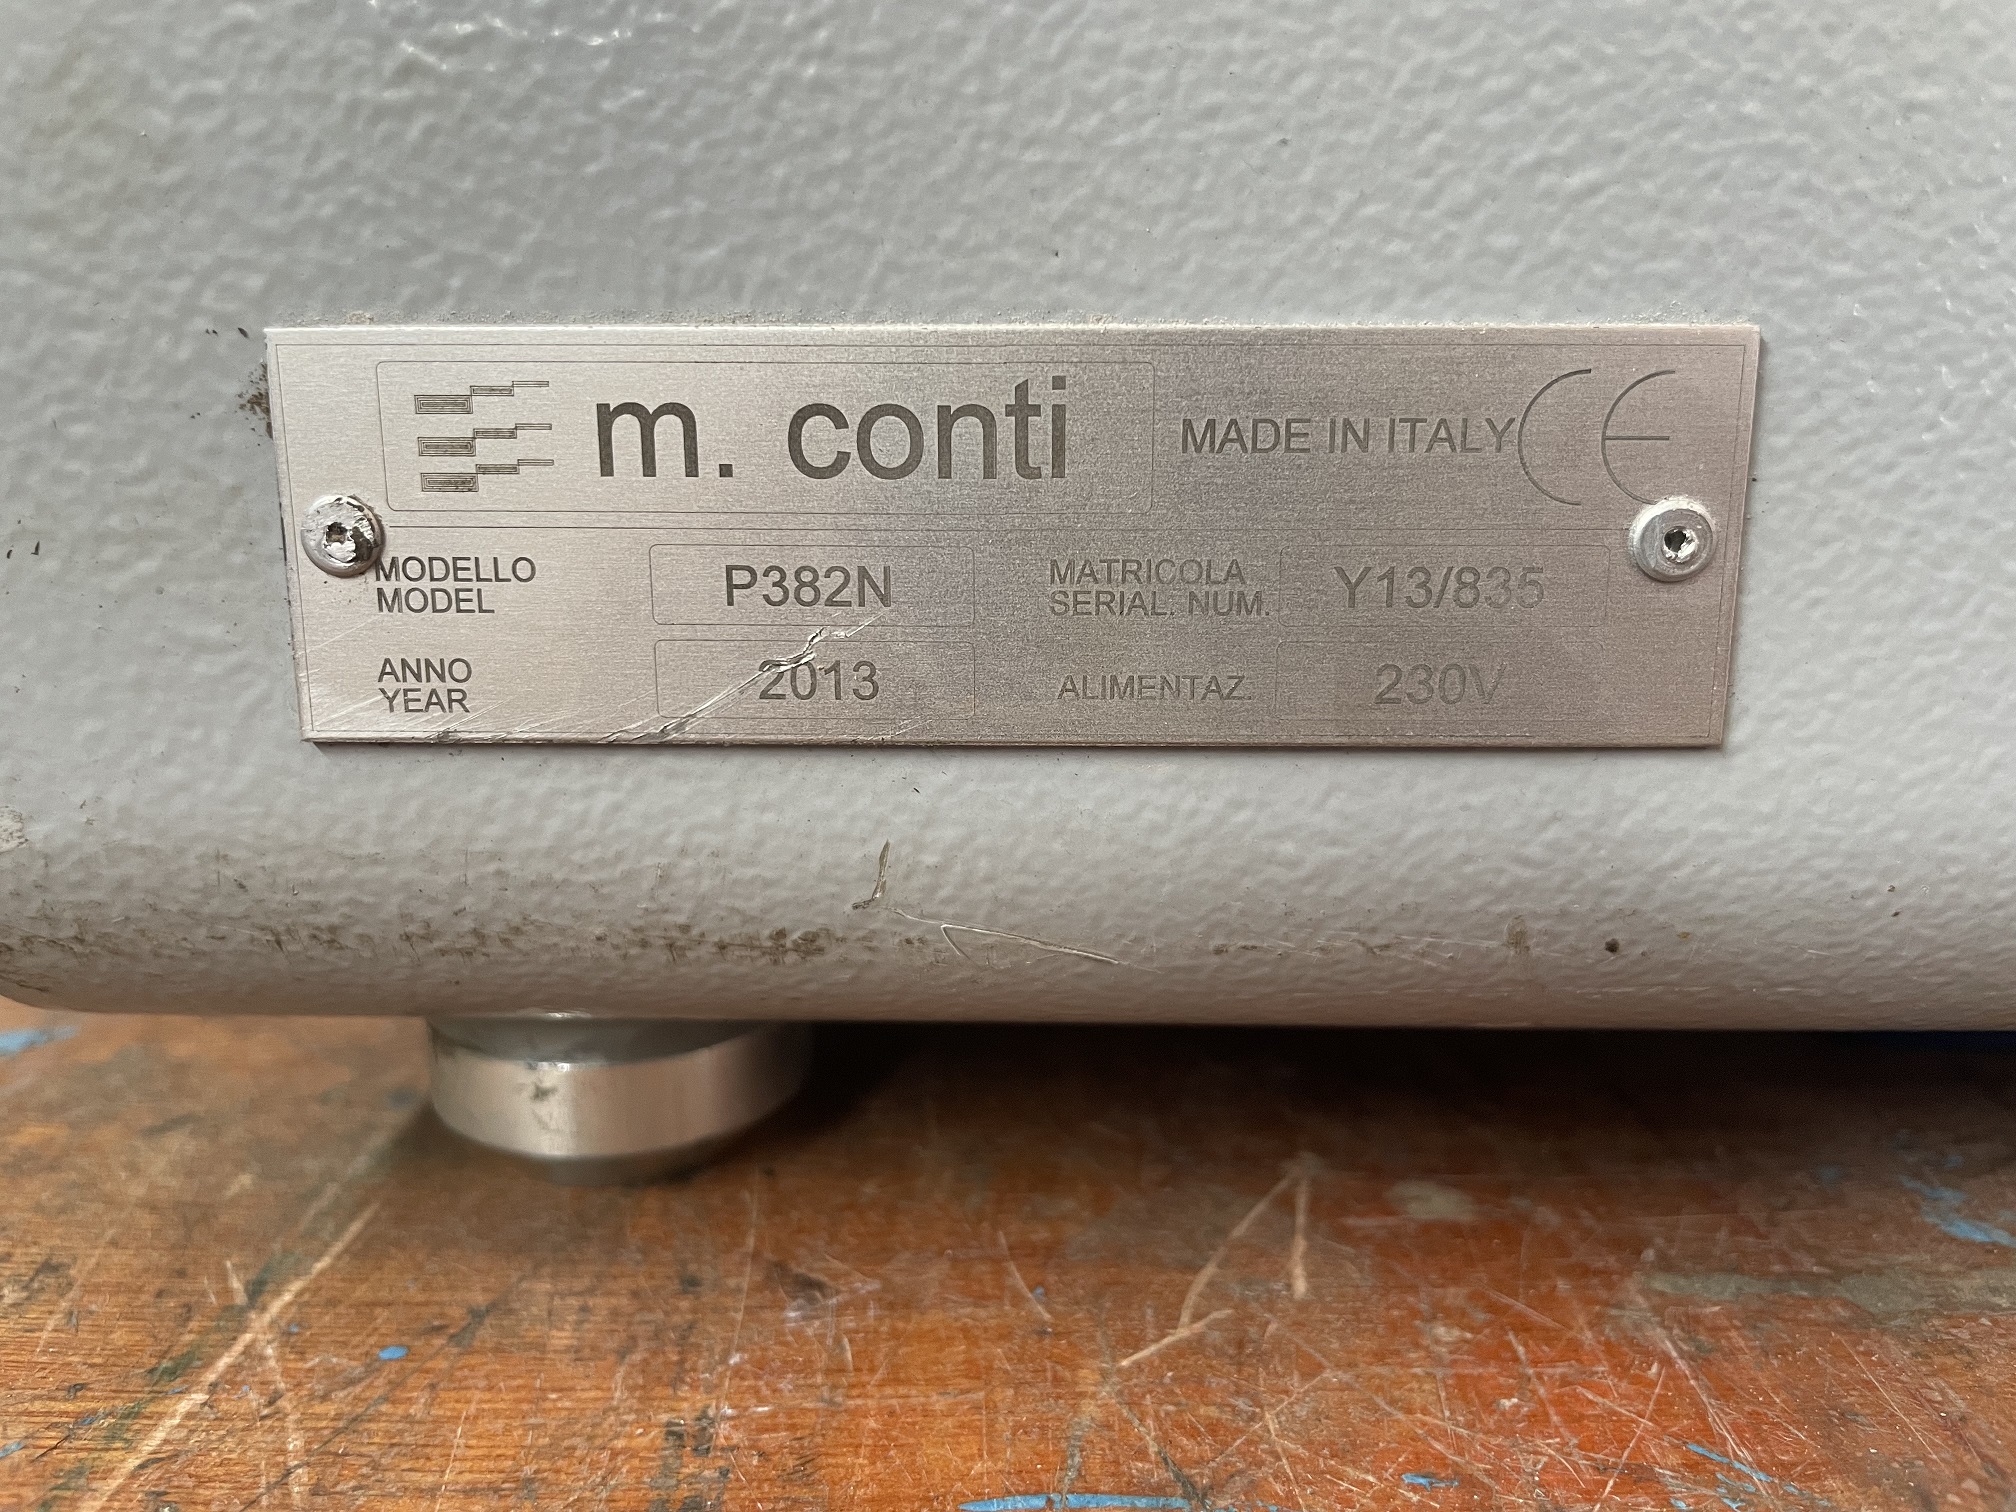 m. conti
MADE IN ITALY CE
MODELLO
MODEL
P382N
MATRICOLA
SERIAL. NUM.
Y13/835
ANNO
YEAR
2013
ALIMENTAZ.
230V